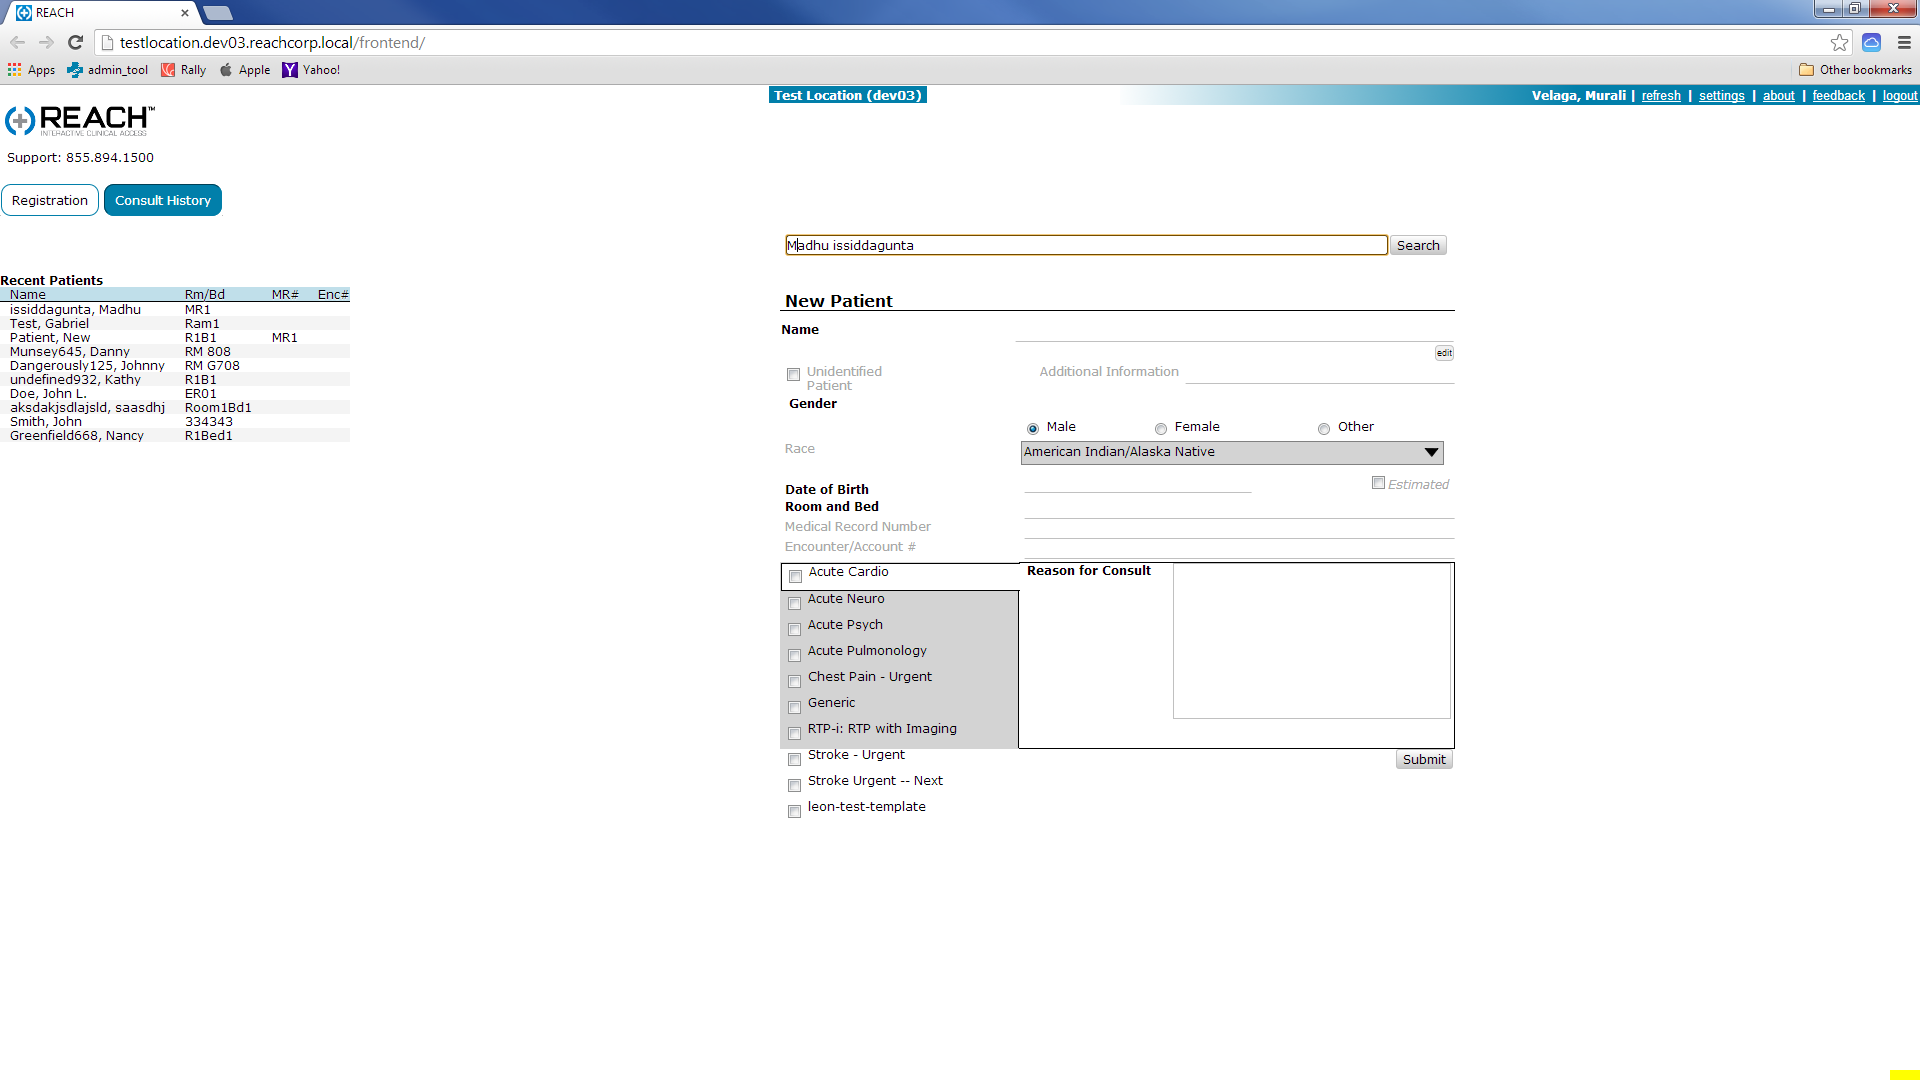 REACH
testlocation.dev03.reachcorp.local/frontend/
Apps admin_tool Rally Apple Yahoo! Other bookmarks
Test Location (dev03) Velaga, Murali | refresh | settings | about | feedback | logout
REACH™
INTERACTIVE CLINICAL ACCESS
Support: 855.894.1500
Registration Consult History
Madhu issiddagunta Search
Recent Patients
Name Rm/Bd MR# Enc#
issiddagunta, Madhu MR1
Test, Gabriel Ram1
Patient, New R1B1 MR1
Munsey645, Danny RM 808
Dangerously125, Johnny RM G708
undefined932, Kathy R1B1
Doe, John L. ER01
aksdakjsdlajsld, saasdhj Room1Bd1
Smith, John 334343
Greenfield668, Nancy R1Bed1
New Patient
Name
edit
Unidentified Patient Additional Information
Gender
Male Female Other
Race American Indian/Alaska Native
Date of Birth Estimated
Room and Bed
Medical Record Number
Encounter/Account #
Acute Cardio Reason for Consult
Acute Neuro
Acute Psych
Acute Pulmonology
Chest Pain - Urgent
Generic
RTP-i: RTP with Imaging
Stroke - Urgent
Submit
Stroke Urgent -- Next
leon-test-template